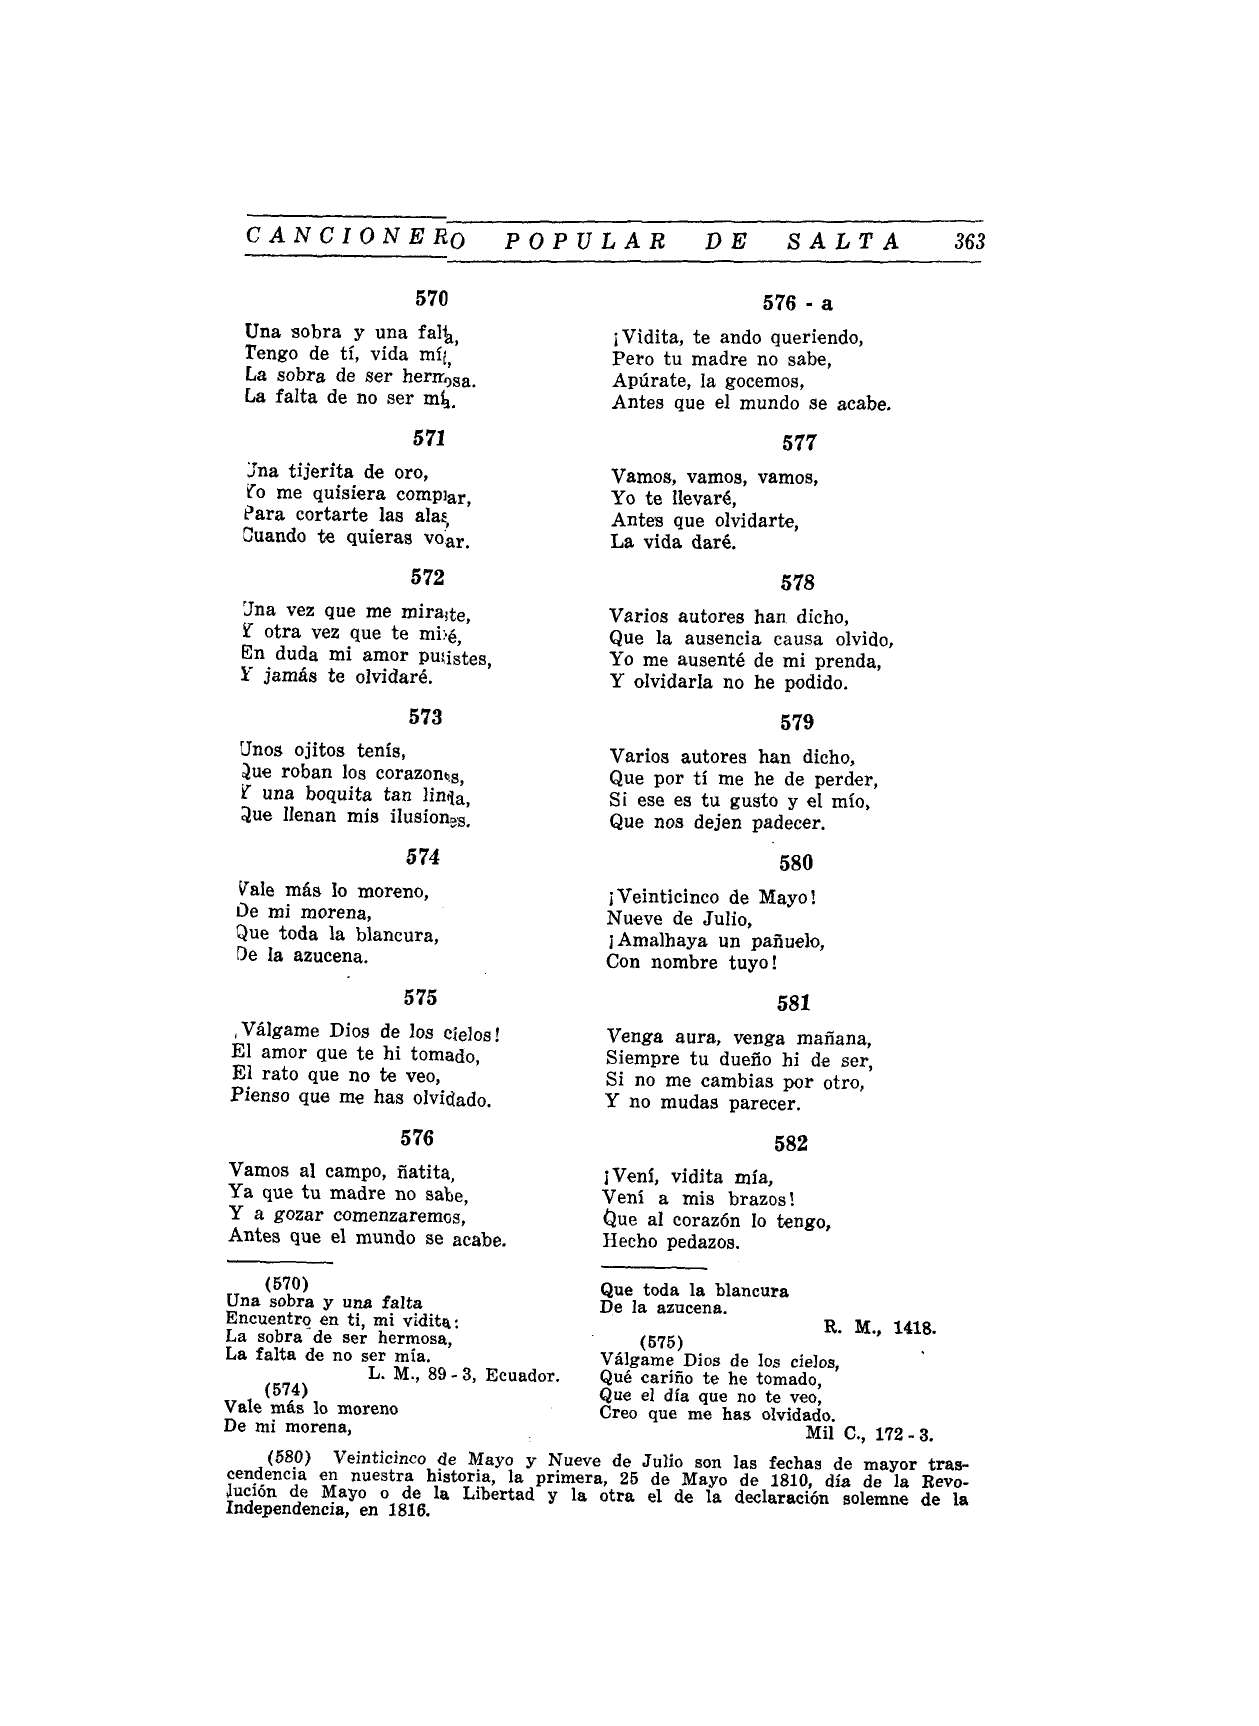 CANCIONERO POPULAR DE SALTA 363
570
Una sobra y una falta,
Tengo de tí, vida mía,
La sobra de ser hermosa.
La falta de no ser mía.
571
Una tijerita de oro,
Yo me quisiera comprar,
Para cortarte las alas,
Cuando te quieras volar.
572
Una vez que me miraste,
Y otra vez que te miré,
En duda mi amor pusistes,
Y jamás te olvidaré.
573
Unos ojitos tenís,
Que roban los corazones,
Y una boquita tan linda,
Que llenan mis ilusiones.
574
Vale más lo moreno,
De mi morena,
Que toda la blancura,
De la azucena.
575
¡Válgame Dios de los cielos!
El amor que te hi tomado,
El rato que no te veo,
Pienso que me has olvidado.
576
Vamos al campo, ñatita,
Ya que tu madre no sabe,
Y a gozar comenzaremos,
Antes que el mundo se acabe.
576 - a
¡Vidita, te ando queriendo,
Pero tu madre no sabe,
Apúrate, la gocemos,
Antes que el mundo se acabe.
577
Vamos, vamos, vamos,
Yo te llevaré,
Antes que olvidarte,
La vida daré.
578
Varios autores han dicho,
Que la ausencia causa olvido,
Yo me ausenté de mi prenda,
Y olvidarla no he podido.
579
Varios autores han dicho,
Que por tí me he de perder,
Si ese es tu gusto y el mío,
Que nos dejen padecer.
580
¡Veinticinco de Mayo!
Nueve de Julio,
¡Amalhaya un pañuelo,
Con nombre tuyo!
581
Venga aura, venga mañana,
Siempre tu dueño hi de ser,
Si no me cambias por otro,
Y no mudas parecer.
582
¡Vení, vidita mía,
Vení a mis brazos!
Que al corazón lo tengo,
Hecho pedazos.
(570)
Una sobra y una falta
Encuentro en ti, mi vidita:
La sobra de ser hermosa,
La falta de no ser mía.
L. M., 89 - 3, Ecuador.
(574)
Vale más lo moreno
De mi morena,
Que toda la blancura
De la azucena.
R. M., 1418.
(575)
Válgame Dios de los cielos,
Qué cariño te he tomado,
Que el día que no te veo,
Creo que me has olvidado.
Mil C., 172 - 3.
(580) Veinticinco de Mayo y Nueve de Julio son las fechas de mayor tras-
cendencia en nuestra historia, la primera, 25 de Mayo de 1810, día de la Revo-
lución de Mayo o de la Libertad y la otra el de la declaración solemne de la
Independencia, en 1816.